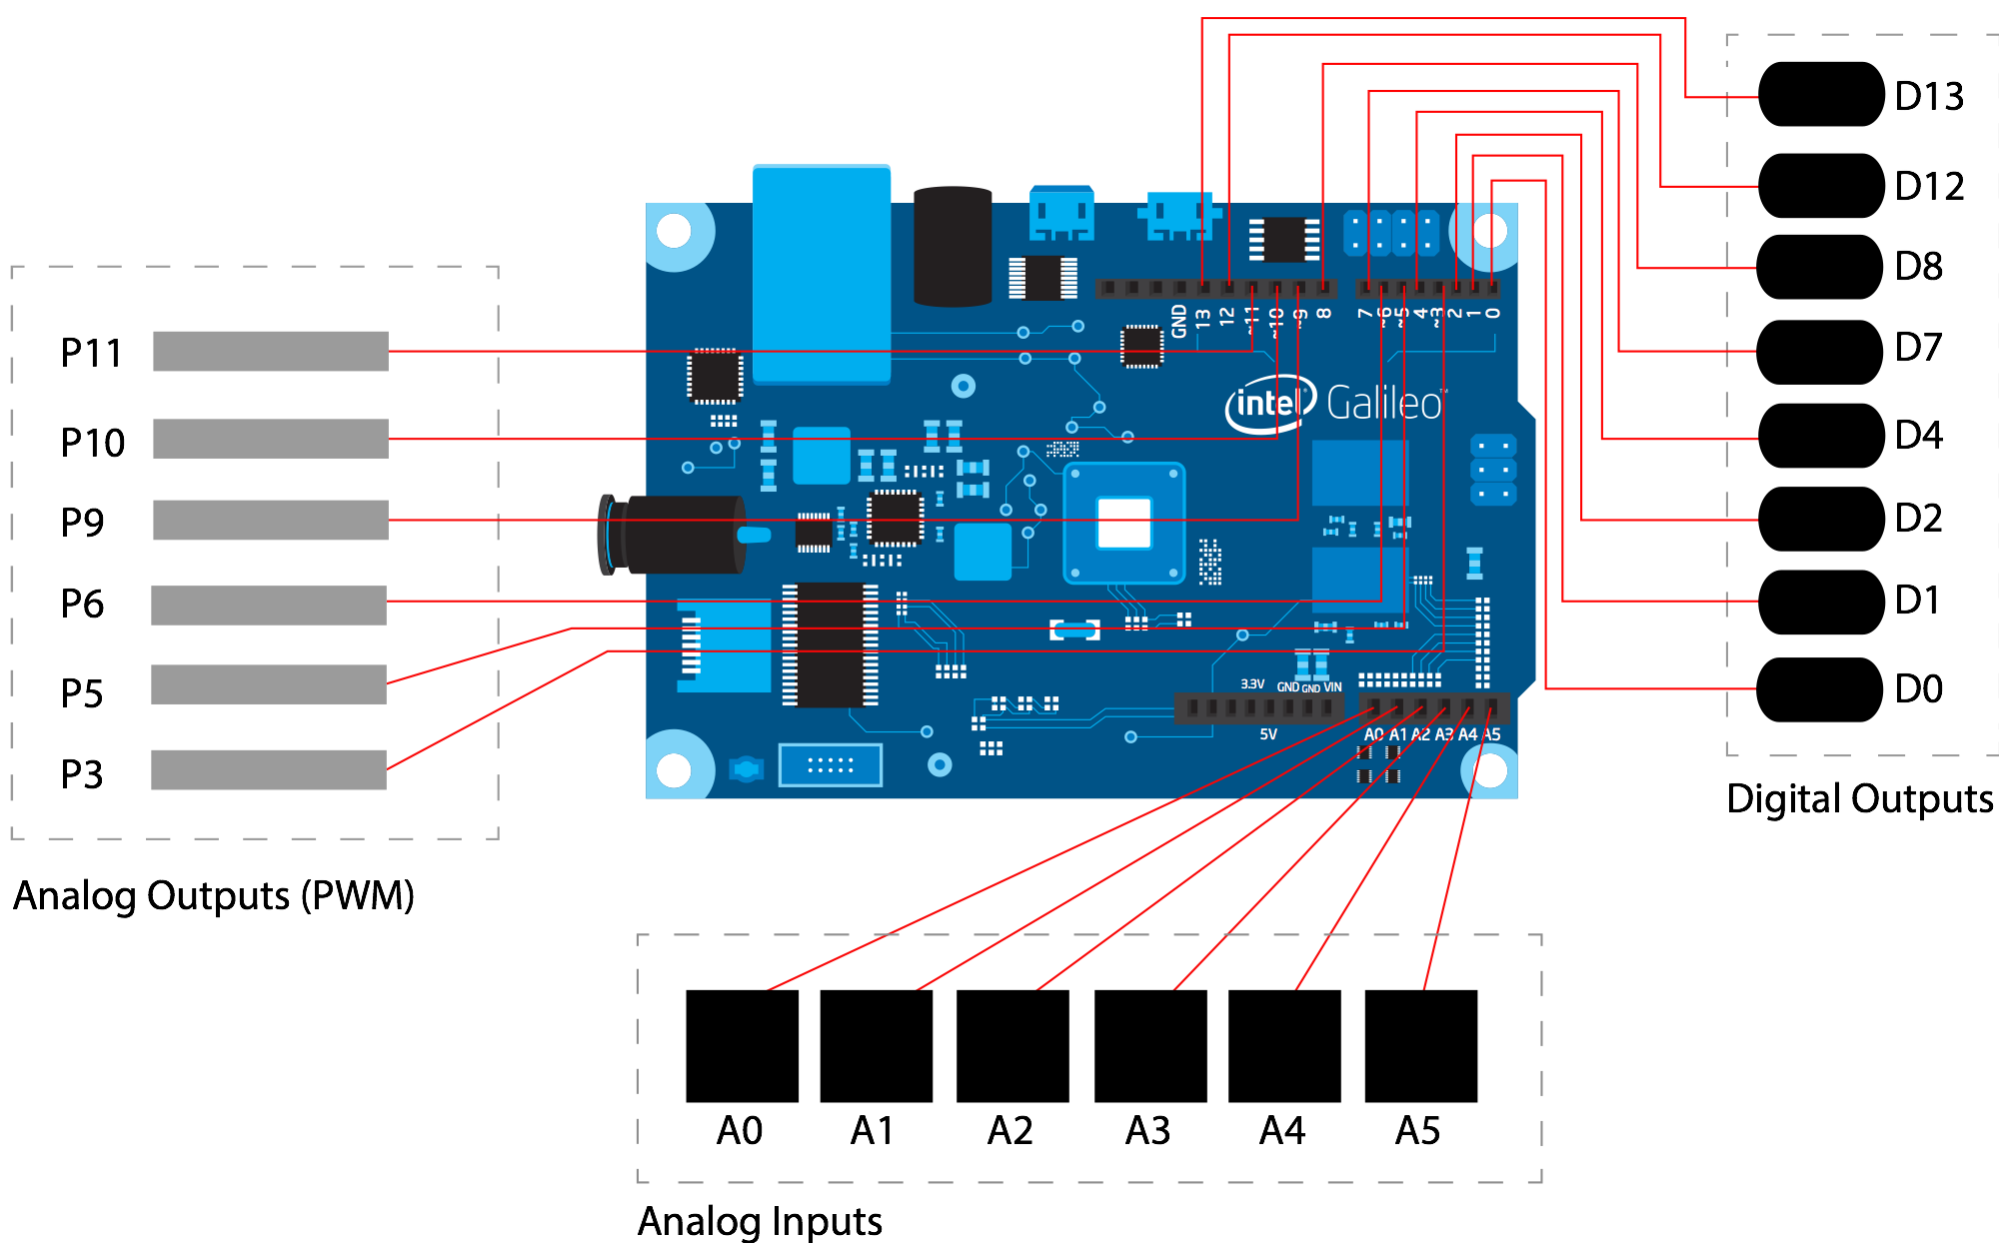 D13
D12
D8
D7
D4
D2
D1
D0
Digital Outputs
P11
P10
P9
P6
P5
P3
Analog Outputs (PWM)
GND 13 12 ~11 ~10 ~9 8 7 ~6 ~5 4 ~3 2 1 0
intel® Galileo™
3.3V GND GND VIN
5V
A0 A1 A2 A3 A4 A5
A0 A1 A2 A3 A4 A5
Analog Inputs